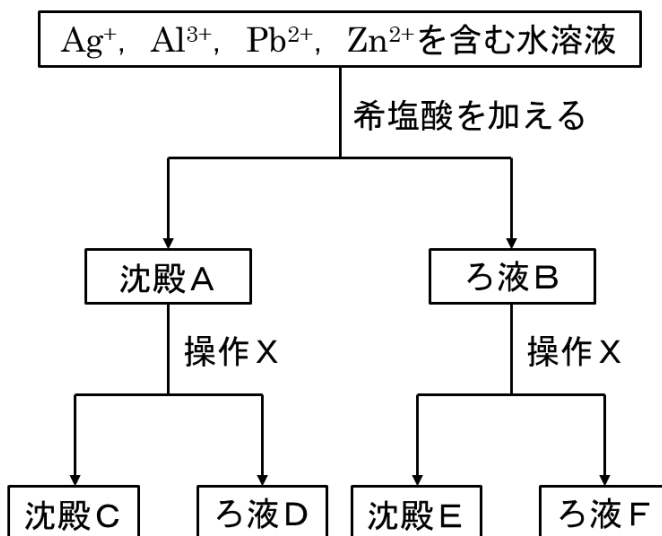 Ag⁺, Al³⁺, Pb²⁺, Zn²⁺を含む水溶液
希塩酸を加える
沈殿A
ろ液B
操作X
操作X
沈殿C
ろ液D
沈殿E
ろ液F